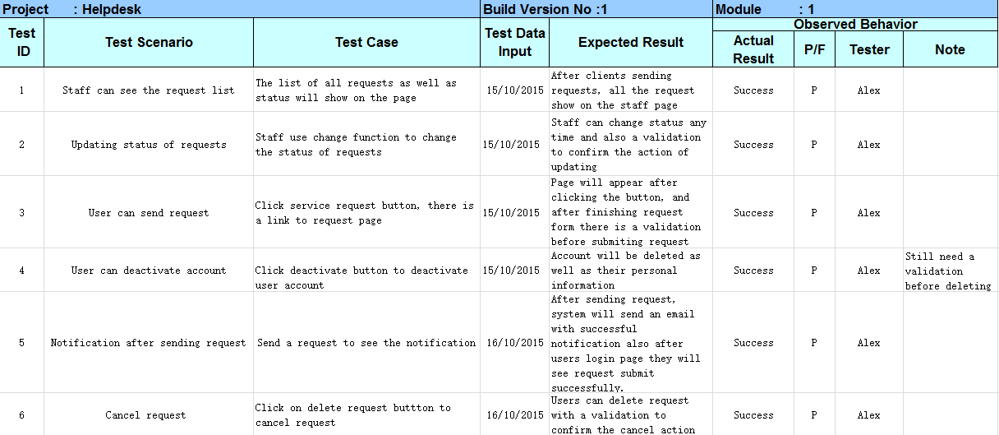 Project : Helpdesk Build Version No :1 Module : 1
Test ID Test Scenario Test Case Test Data Input Expected Result Observed Behavior
Actual Result P/F Tester Note
1 Staff can see the request list
The list of all requests as well as
status will show on the page
15/10/2015
After clients sending
requests, all the request
show on the staff page
Success P Alex
2 Updating status of requests
Staff use change function to change
the status of requests
15/10/2015
Staff can change status any
time and also a validation
to confirm the action of
updating
Success P Alex
3 User can send request
Click service request button, there is
a link to request page
15/10/2015
Page will appear after
clicking the button, and
after finishing request
form there is a validation
before submiting request
Success P Alex
4 User can deactivate account
Click deactivate button to deactivate
user account
15/10/2015
Account will be deleted as
well as their personal
information
Success P Alex
Still need a
validation
before deleting
5 Notification after sending request
Send a request to see the notification
16/10/2015
After sending request,
system will send an email
with successful
notification also after
users login page they will
see request submit
successfully.
Success P Alex
6 Cancel request
Click on delete request buttton to
cancel request
16/10/2015
Users can delete request
with a validation to
confirm the cancel action
Success P Alex